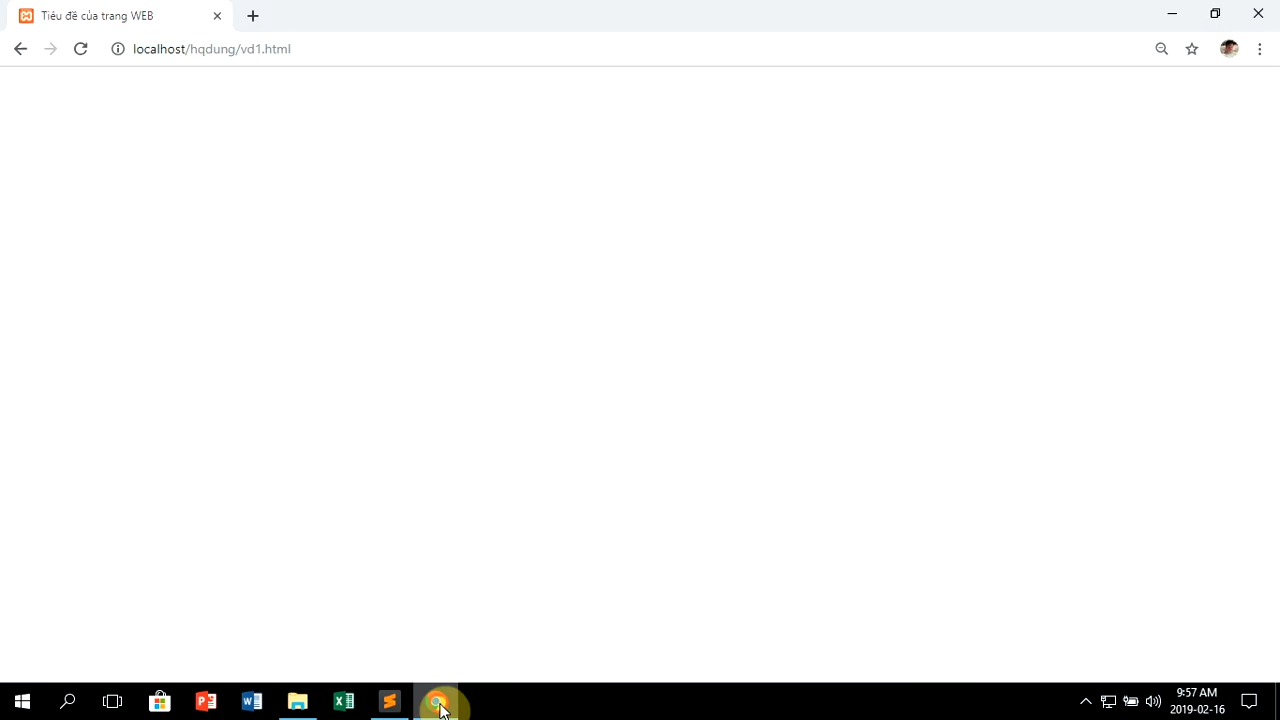 Tiêu đề của trang WEB
localhost/hqdung/vd1.html
9:57 AM
2019-02-16